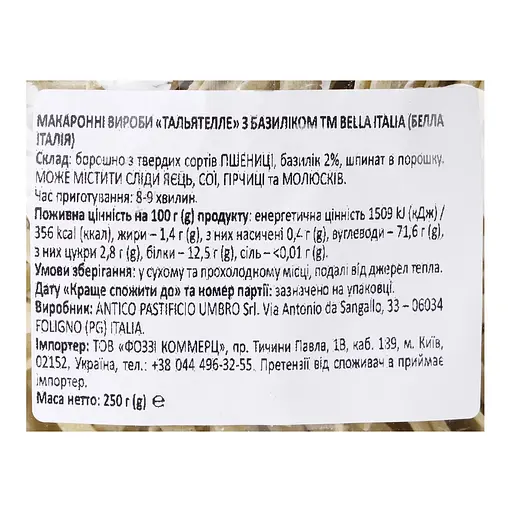 МАКАРОННІ ВИРОБИ «ТАЛЬЯТЕЛЛЕ» З БАЗИЛІКОМ ТМ BELLA ITALIA (БЕЛЛА
ІТАЛІЯ)
Склад: борошно з твердих сортів ПШЕНИЦІ, базилік 2%, шпинат в порошку.
МОЖЕ МІСТИТИ СЛІДИ ЯЄЦЬ, СОЇ, ГІРЧИЦІ та МОЛЮСКІВ.
Час приготування: 8-9 хвилин.
Поживна цінність на 100 г (g) продукту: енергетична цінність 1509 kJ (кДж) /
356 kcal (ккал), жири – 1,4 г (g), з них насичені 0,4 г (g), вуглеводи – 71,6 г (g),
з них цукри 2,8 г (g), білки – 12,5 г (g), сіль – <0,01 г (g).
Умови зберігання: у сухому та прохолодному місці, подалі від джерел тепла.
Дату «Краще спожити до» та номер партії: зазначено на упаковці.
Виробник: ANTICO PASTIFICIO UMBRO Srl. Via Antonio da Sangallo, 33 – 06034
FOLIGNO (PG) ITALIA.
Імпортер: ТОВ «ФОЗЗІ КОММЕРЦ», пр. Тичини Павла, 1В, каб. 139, м. Київ,
02152, Україна, тел.: +38 044 496-32-55. Претензії від споживач в приймає
імпортер.
Маса нетто: 250 г (g) ℮